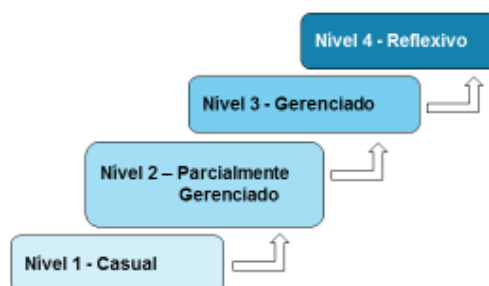 Nível 4 - Reflexivo
Nível 3 - Gerenciado
Nível 2 – Parcialmente
Gerenciado
Nível 1 - Casual